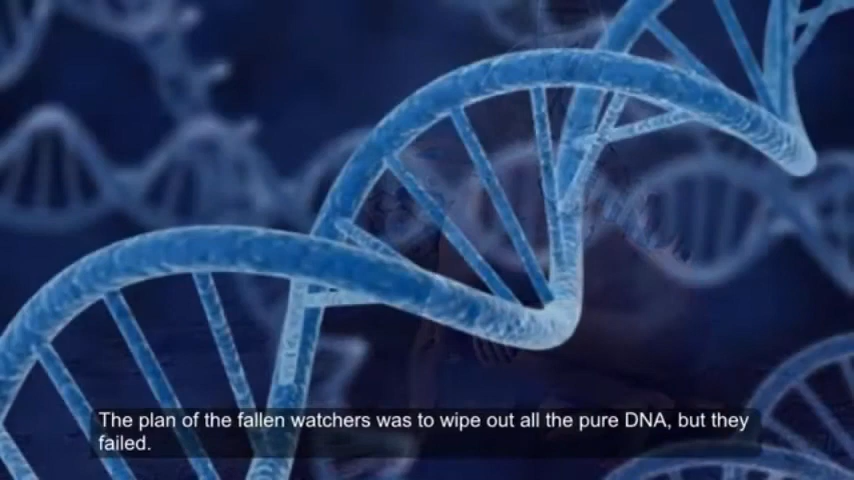 The plan of the fallen watchers was to wipe out all the pure DNA, but they
failed.